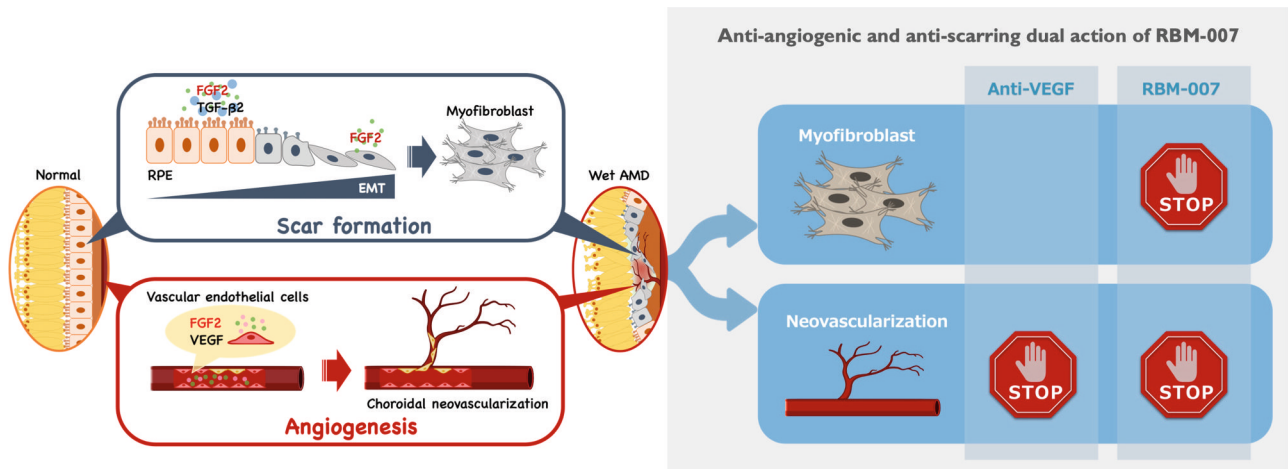 Anti-angiogenic and anti-scarring dual action of RBM-007
FGF2
TGF-β2
FGF2
Myofibroblast
RPE
EMT
Scar formation
Normal
Wet AMD
Vascular endothelial cells
FGF2
VEGF
Choroidal neovascularization
Angiogenesis
Anti-VEGF
RBM-007
Myofibroblast
STOP
Neovascularization
STOP
STOP